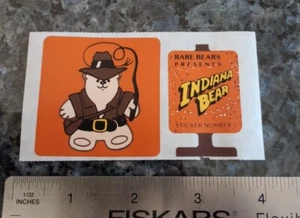 RARE BEARS
PRESENTS
INDIANA
BEAR
STICKER NUMBER 1
1/32
INCHES
1
2
3
4
FISKARS